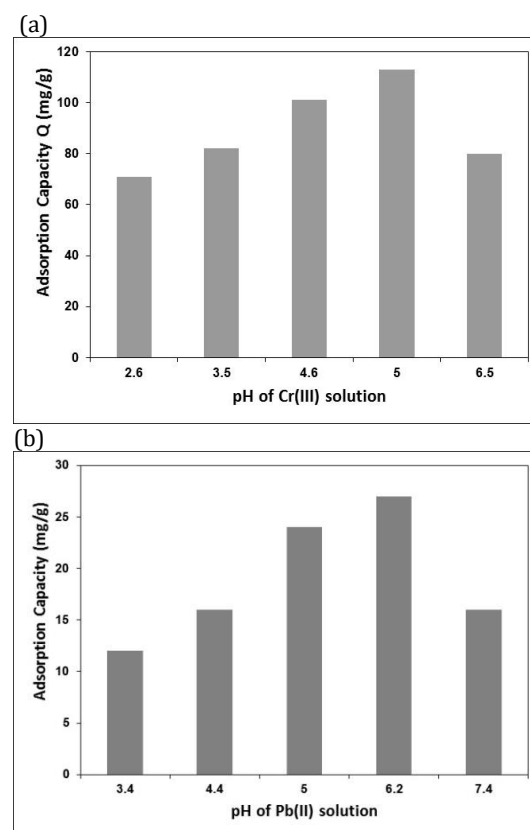 (a)
120
100
80
60
40
20
0
Adsorption Capacity Q (mg/g)
2.6 3.5 4.6 5 6.5
pH of Cr(III) solution
(b)
30
25
20
15
10
5
0
Adsorption Capacity (mg/g)
3.4 4.4 5 6.2 7.4
pH of Pb(II) solution